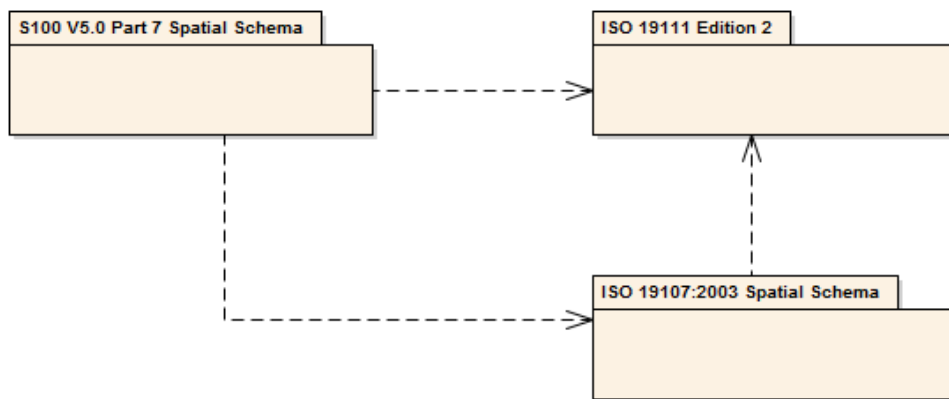 S100 V5.0 Part 7 Spatial Schema
ISO 19111 Edition 2
ISO 19107:2003 Spatial Schema